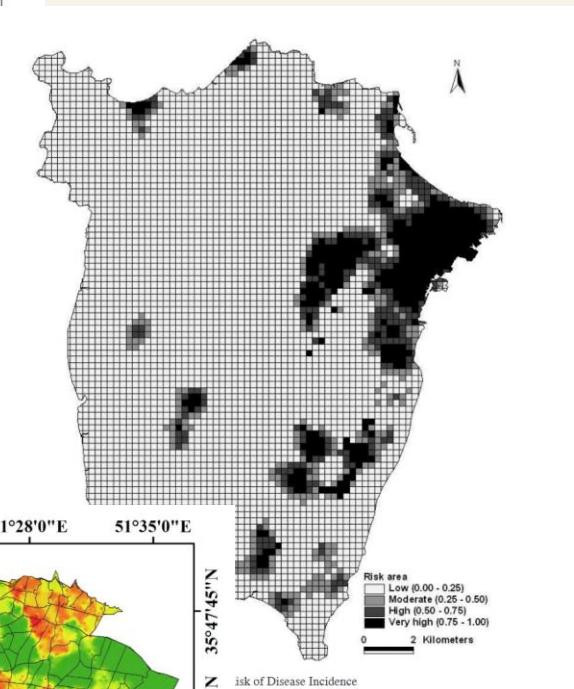 N
Risk area
Low (0.00 - 0.25)
Moderate (0.25 - 0.50)
High (0.50 - 0.75)
Very high (0.75 - 1.00)
0 2 Kilometers
1°28'0"E 51°35'0"E
35°47'45"N
N
isk of Disease Incidence